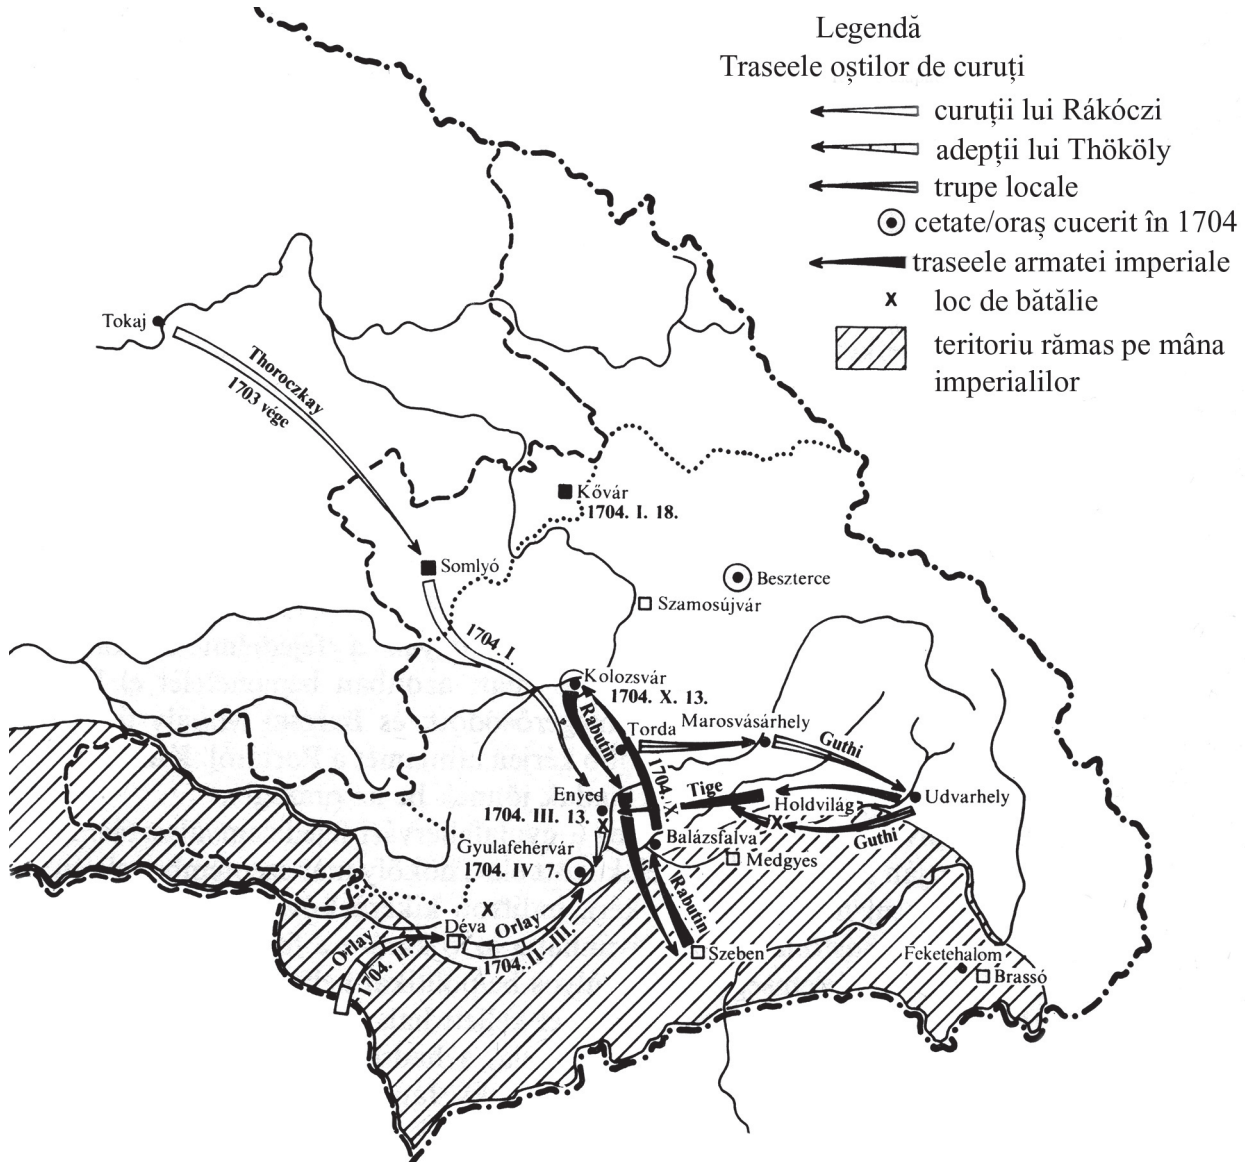 Legendă
Traseele oștilor de curuți
curuții lui Rákóczi
adepții lui Thököly
trupe locale
cetate/oraș cucerit în 1704
traseele armatei imperiale
x loc de bătălie
teritoriu rămas pe mâna
imperialilor
Tokaj
Thoroczkay
1703 vége
Kővár
1704. I. 18.
Somlyó
Beszterce
Szamosújvár
1704. I.
Kolozsvár
1704. X. 13.
Rabutin
Torda
Marosvásárhely
Guthi
1704. X.
Tige
Enyed
1704. III. 13.
x
Holdvilág
x
Udvarhely
Guthi
Balázsfalva
Medgyes
Gyulafehérvár
1704. IV 7.
x
Rabutin
Orlay
1704. II.
Déva
Orlay
1704. II–III.
Szeben
Feketehalom
Brassó